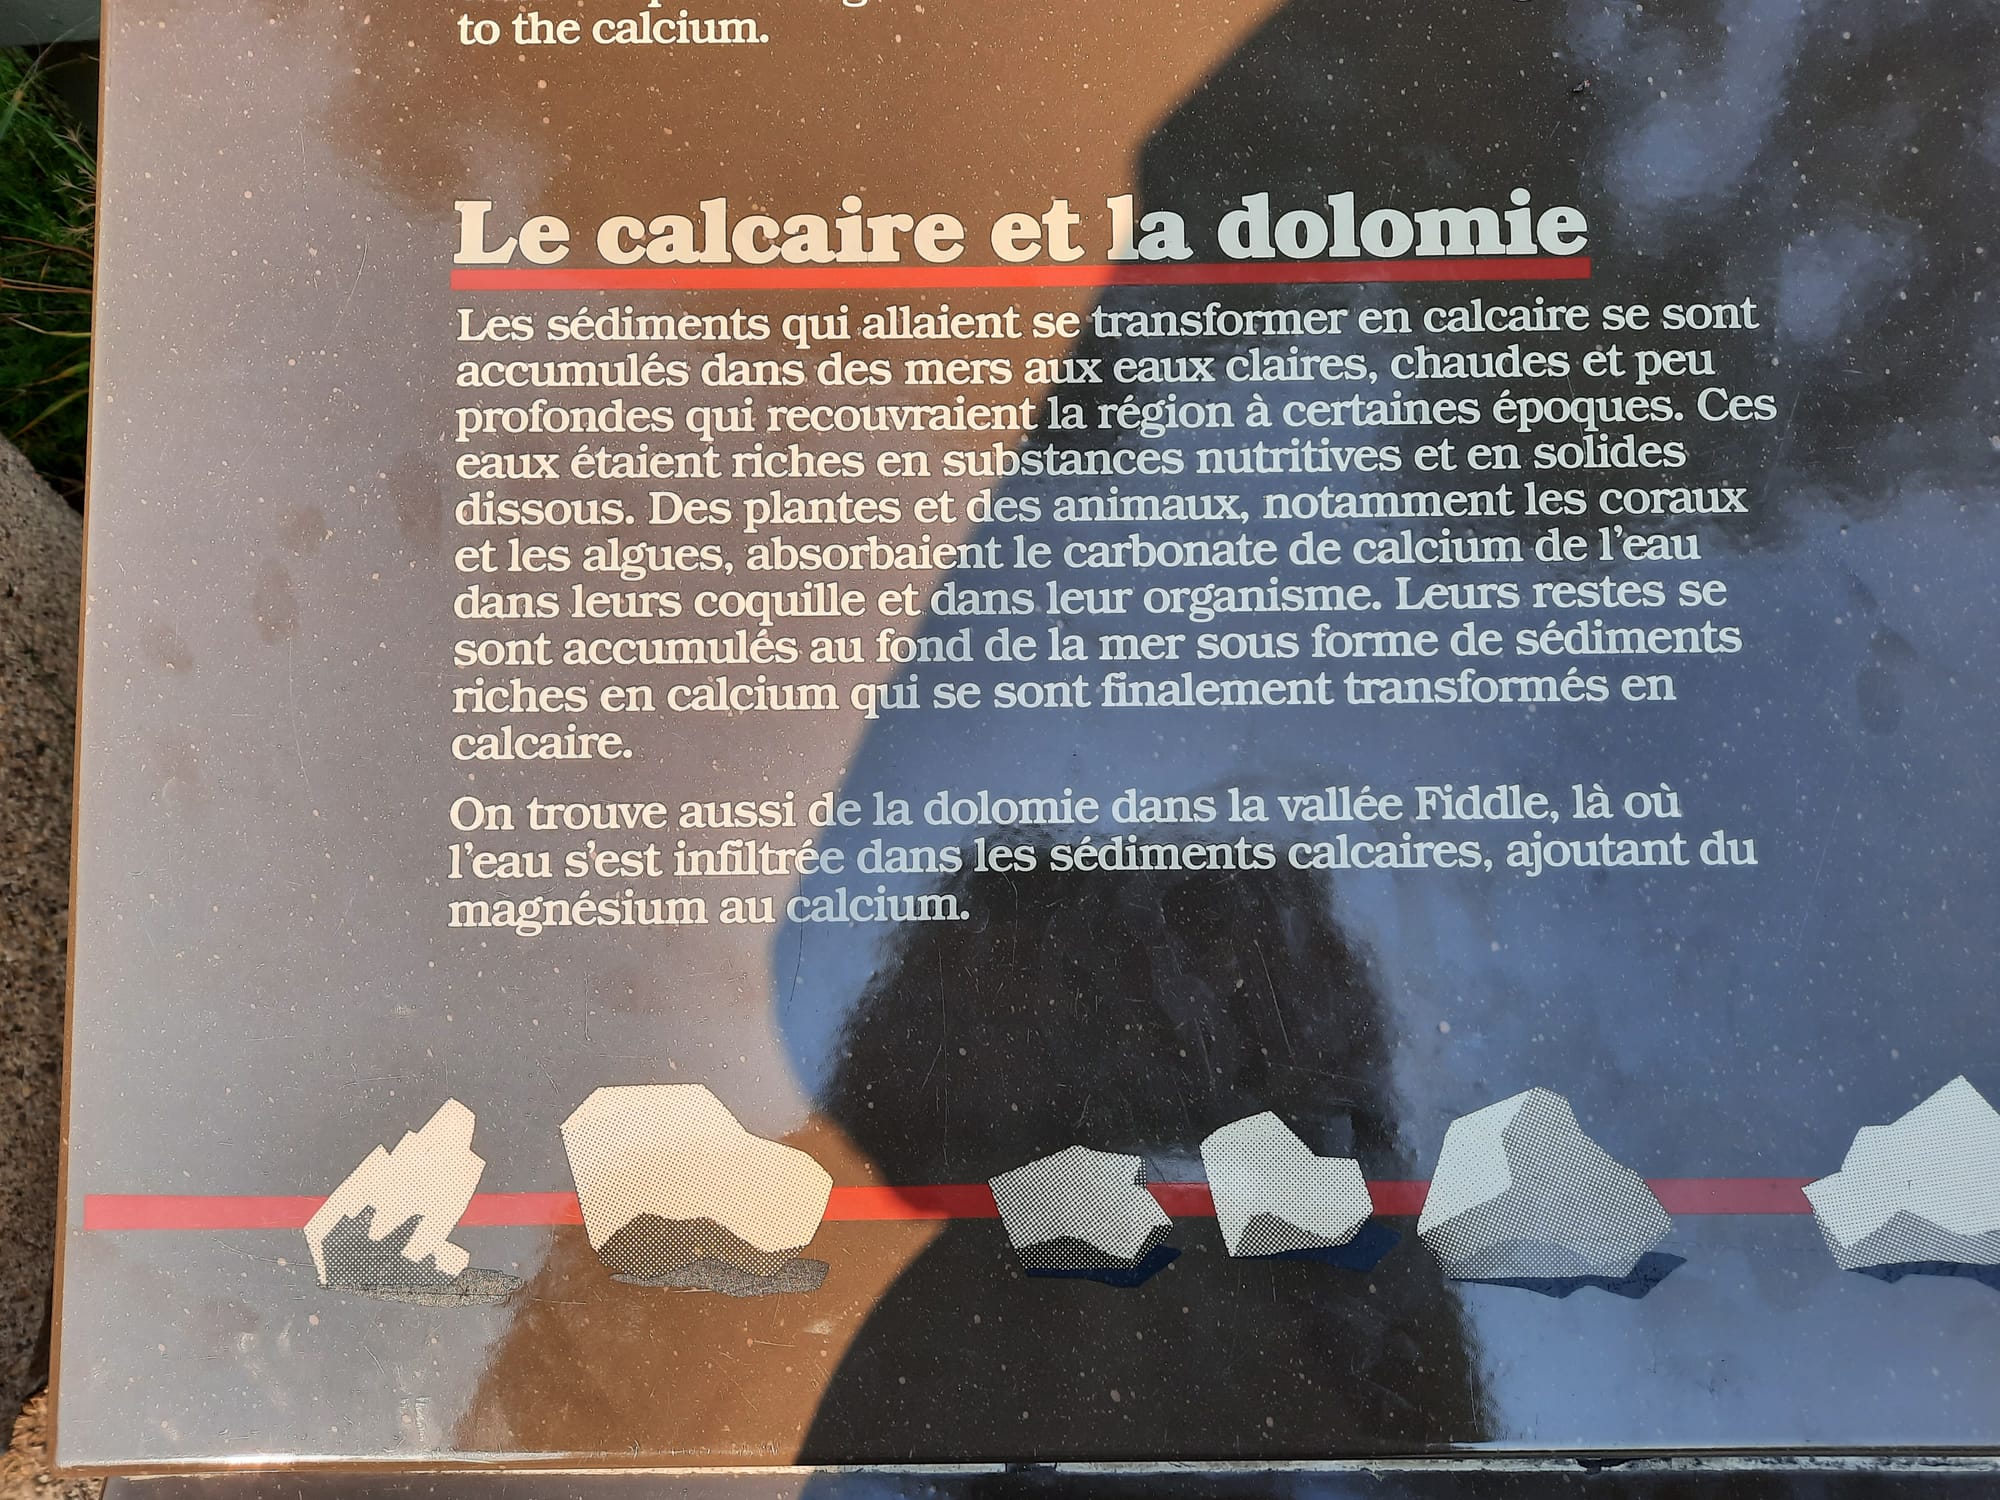 to the calcium.
Le calcaire et la dolomie
Les sédiments qui allaient se transformer en calcaire se sont
accumulés dans des mers aux eaux claires, chaudes et peu
profondes qui recouvraient la région à certaines époques. Ces
eaux étaient riches en substances nutritives et en solides
dissous. Des plantes et des animaux, notamment les coraux
et les algues, absorbaient le carbonate de calcium de l'eau
dans leurs coquille et dans leur organisme. Leurs restes se
sont accumulés au fond de la mer sous forme de sédiments
riches en calcium qui se sont finalement transformés en
calcaire.
On trouve aussi de la dolomie dans la vallée Fiddle, là où
l'eau s'est infiltrée dans les sédiments calcaires, ajoutant du
magnésium au calcium.